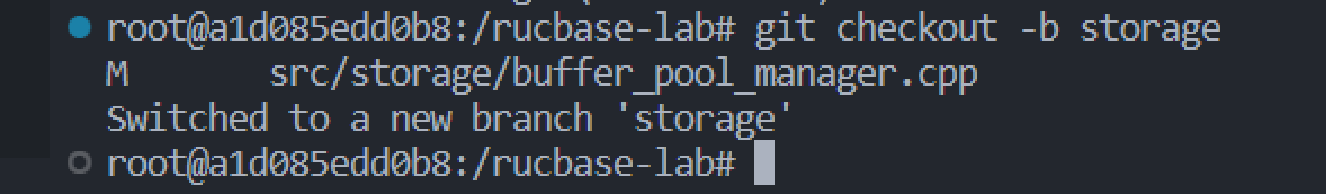 root@a1d085edd0b8:/rucbase-lab# git checkout -b storage
M       src/storage/buffer_pool_manager.cpp
Switched to a new branch 'storage'
root@a1d085edd0b8:/rucbase-lab#